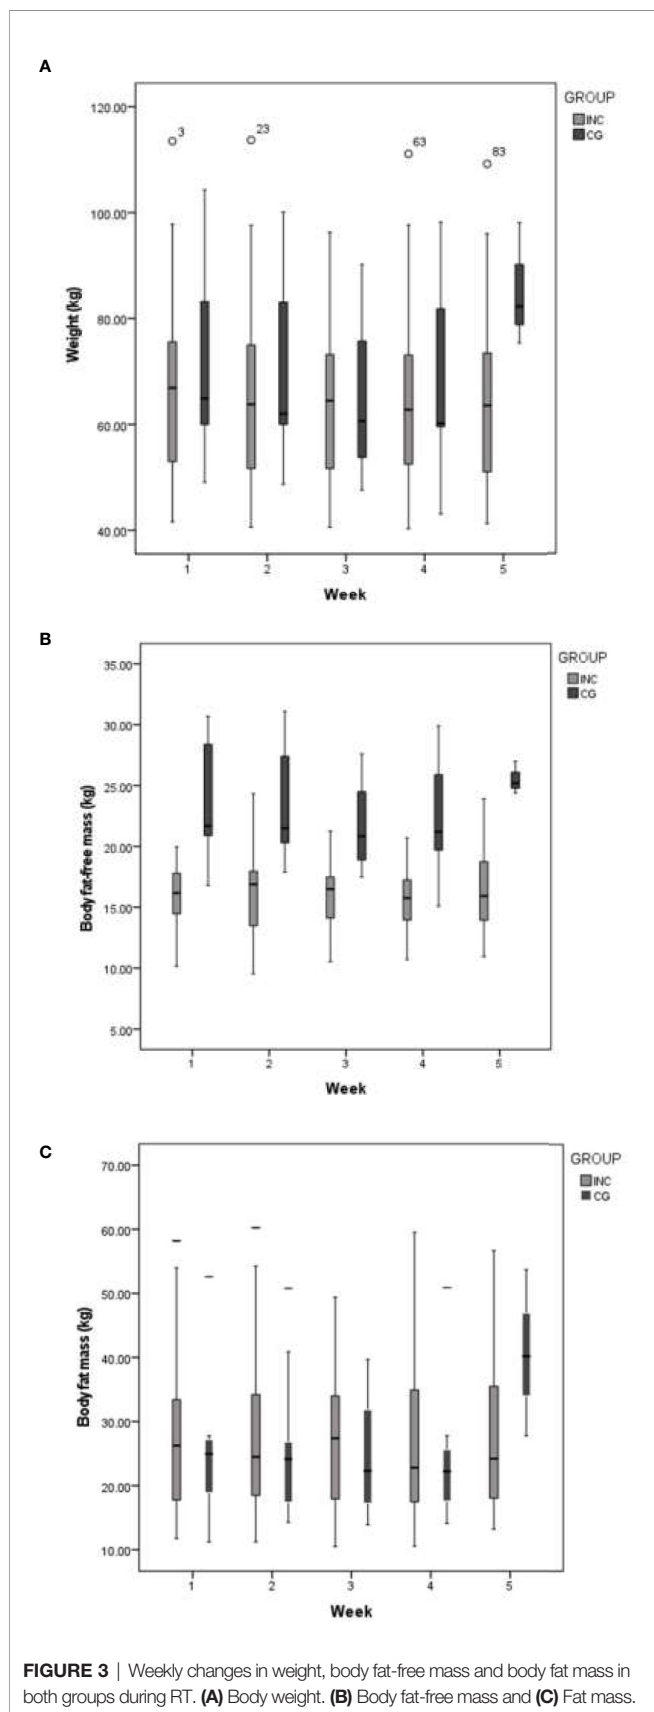 A
120.00
100.00
80.00
60.00
40.00
Weight (kg)
3
23
63
83
GROUP
INC
CG
1 2 3 4 5
Week
B
35.00
30.00
25.00
20.00
15.00
10.00
5.00
Body fat-free mass (kg)
GROUP
INC
CG
1 2 3 4 5
Week
C
70.00
60.00
50.00
40.00
30.00
20.00
10.00
Body fat mass (kg)
GROUP
INC
CG
1 2 3 4 5
Week
FIGURE 3 | Weekly changes in weight, body fat-free mass and body fat mass in
both groups during RT. (A) Body weight. (B) Body fat-free mass and (C) Fat mass.